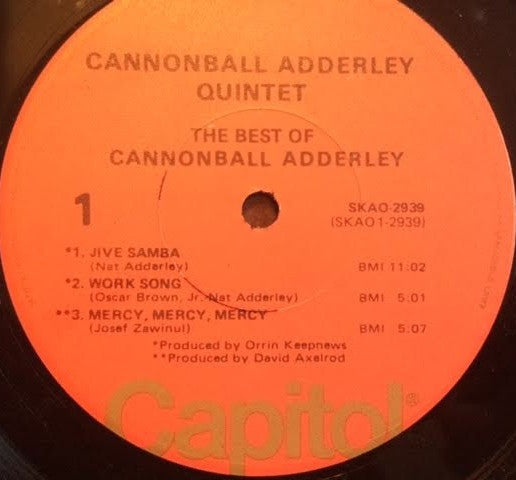 CANNONBALL ADDERLEY
QUINTET
THE BEST OF
CANNONBALL ADDERLEY
1
SKAO-2939
(SKAO1-2939)
*1. JIVE SAMBA
(Nat Adderley) BMI 11:02
*2. WORK SONG
(Oscar Brown, Jr.-Nat Adderley) BMI 5:01
**3. MERCY, MERCY, MERCY
(Josef Zawinul) BMI 5:07
*Produced by Orrin Keepnews
**Produced by David Axelrod
Capitol®